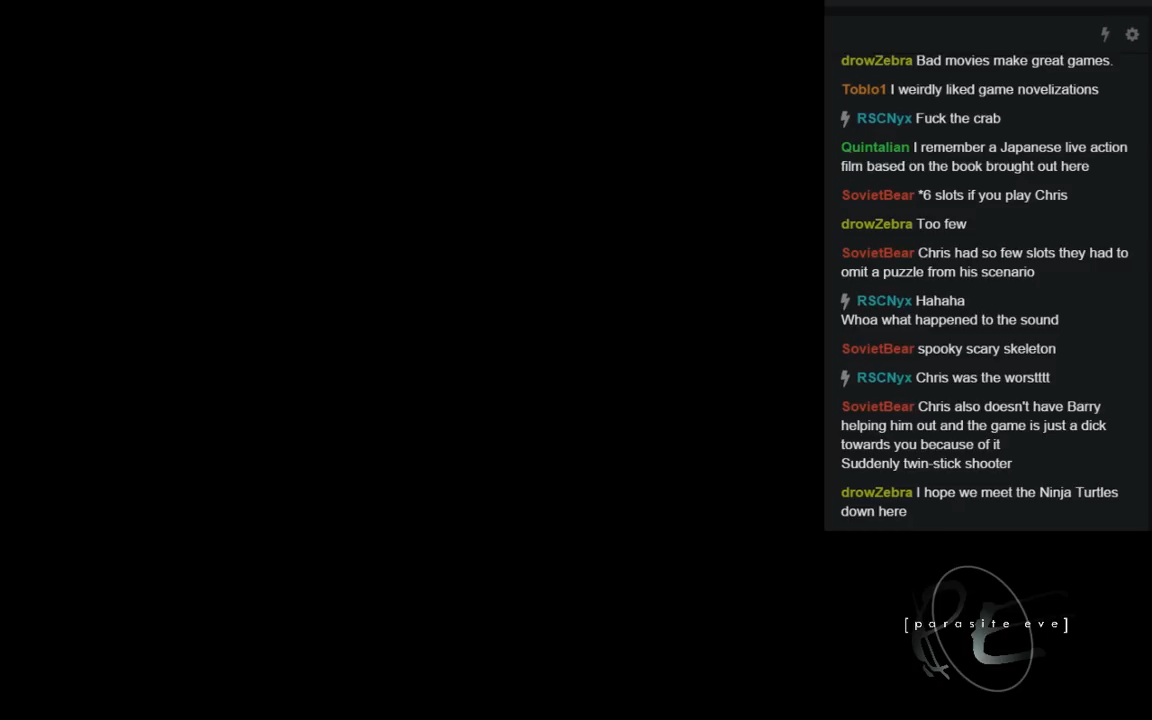 drowZebra Bad movies make great games.
Toblo1 I weirdly liked game novelizations
RSCNyx Fuck the crab
Quintalian I remember a Japanese live action
film based on the book brought out here
SovietBear *6 slots if you play Chris
drowZebra Too few
SovietBear Chris had so few slots they had to
omit a puzzle from his scenario
RSCNyx Hahaha
Whoa what happened to the sound
SovietBear spooky scary skeleton
RSCNyx Chris was the worstttt
SovietBear Chris also doesn't have Barry
helping him out and the game is just a dick
towards you because of it
Suddenly twin-stick shooter
drowZebra I hope we meet the Ninja Turtles
down here
PE
[parasite eve]